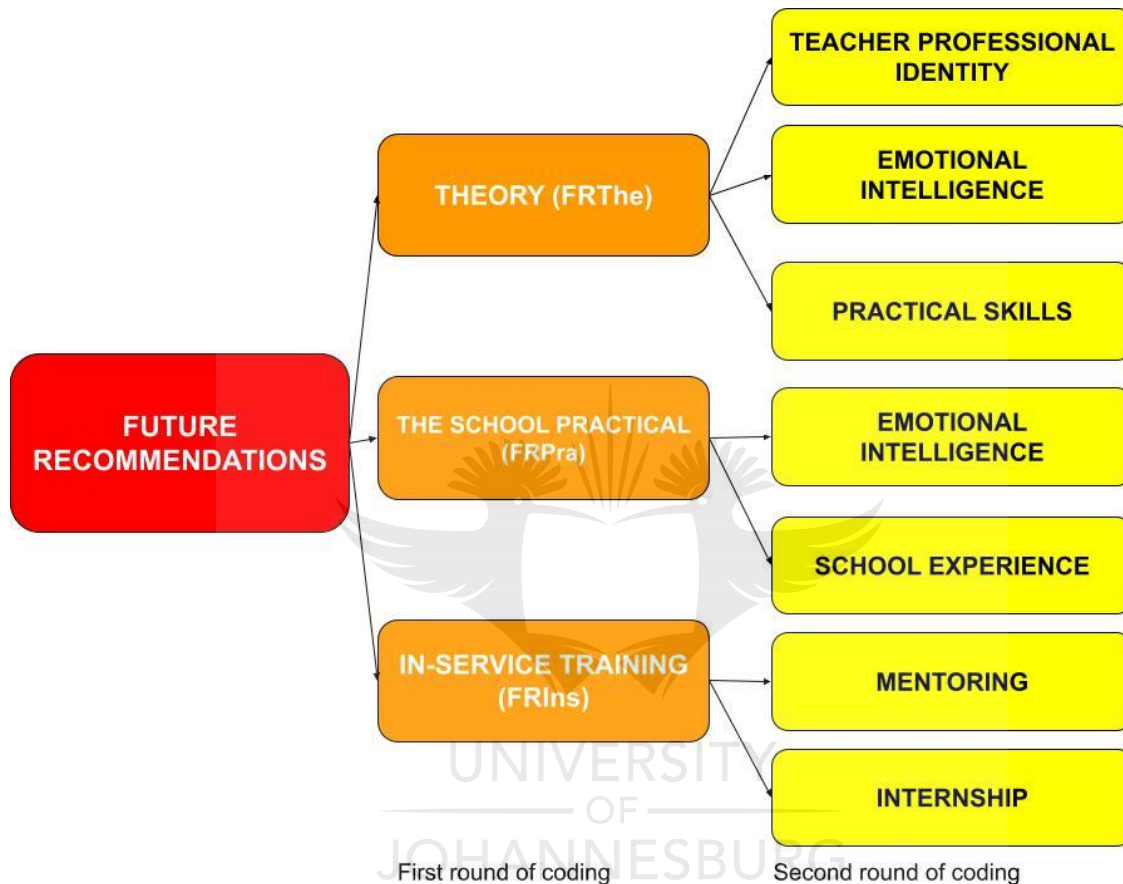 TEACHER PROFESSIONAL
IDENTITY
EMOTIONAL
INTELLIGENCE
THEORY (FRThe)
PRACTICAL SKILLS
FUTURE
RECOMMENDATIONS
THE SCHOOL PRACTICAL
(FRPra)
EMOTIONAL
INTELLIGENCE
SCHOOL EXPERIENCE
IN-SERVICE TRAINING
(FRIns)
MENTORING
INTERNSHIP
UNIVERSITY
OF
JOHANNESBURG
First round of coding
Second round of coding